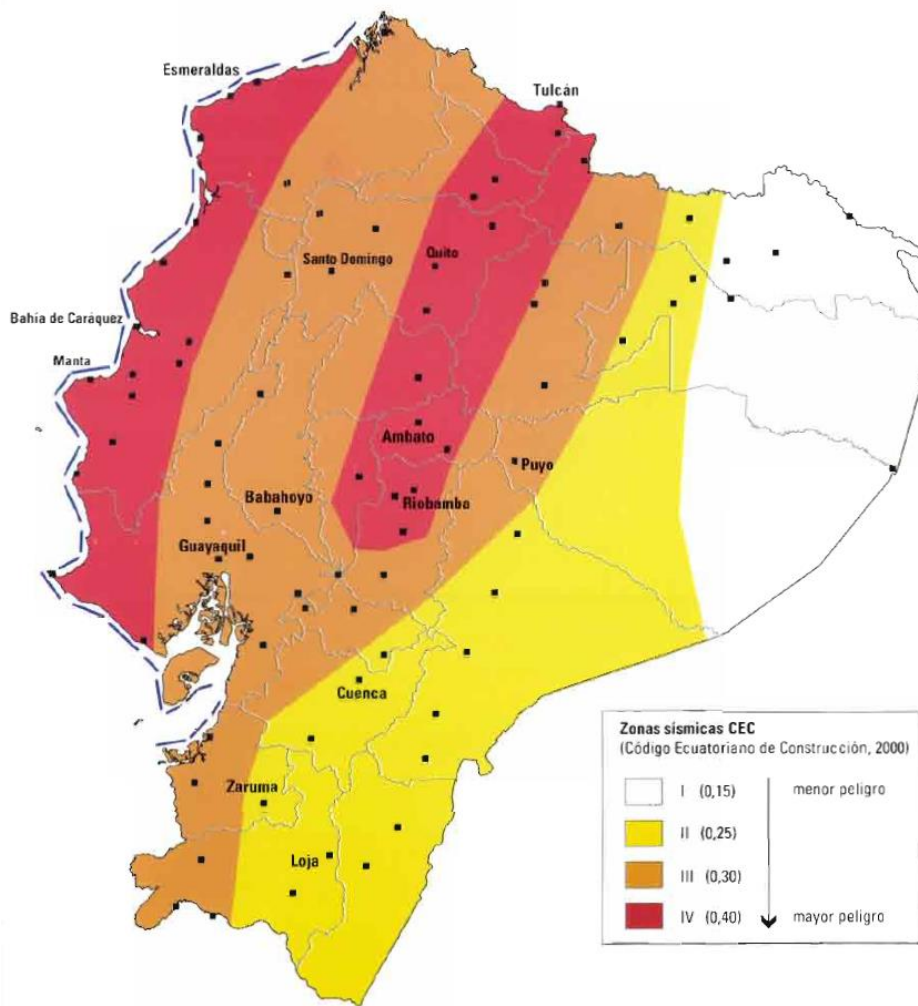 Esmeraldas
Tulcán
Quito
Santo Domingo
Bahía de Caráquez
Manta
Ambato
Puyo
Riobamba
Babahoyo
Guayaquil
Cuenca
Zaruma
Loja
Zonas sísmicas CEC
(Código Ecuatoriano de Construcción, 2000)
I (0,15) menor peligro
II (0,25)
III (0,30)
IV (0,40) mayor peligro